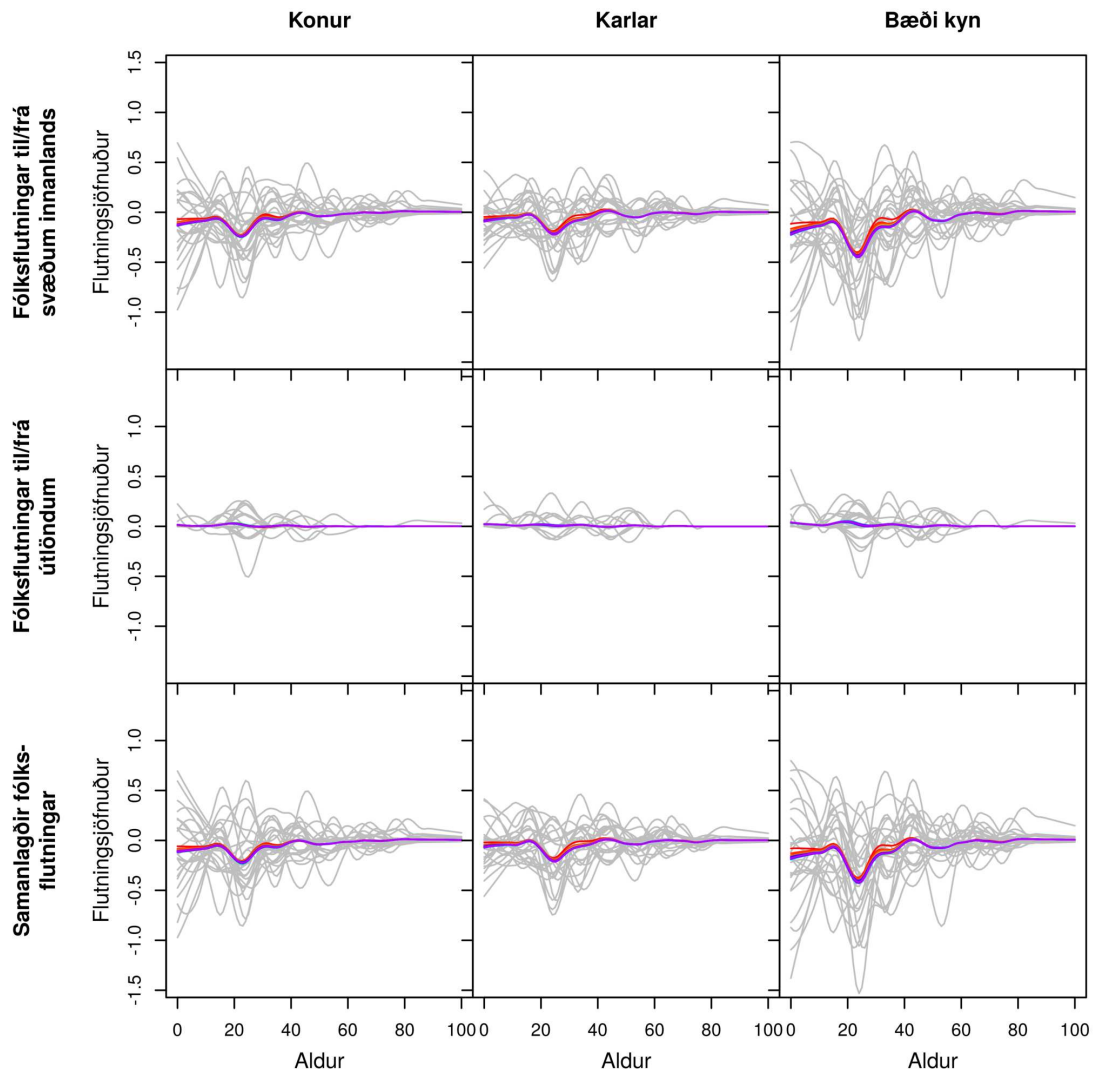 Konur
Karlar
Bæði kyn
Fólksflutningar til/frá
svæðum innanlands
Flutningsjöfnuður
1.5
1.0
0.5
0.0
-0.5
-1.0
Fólksflutningar til/frá
útlöndum
Flutningsjöfnuður
1.0
0.5
0.0
-0.5
-1.0
Samanlagðir fólks-
flutningar
Flutningsjöfnuður
1.0
0.5
0.0
-0.5
-1.0
-1.5
0 20 40 60 80 100
0 20 40 60 80 100
0 20 40 60 80 100
Aldur
Aldur
Aldur